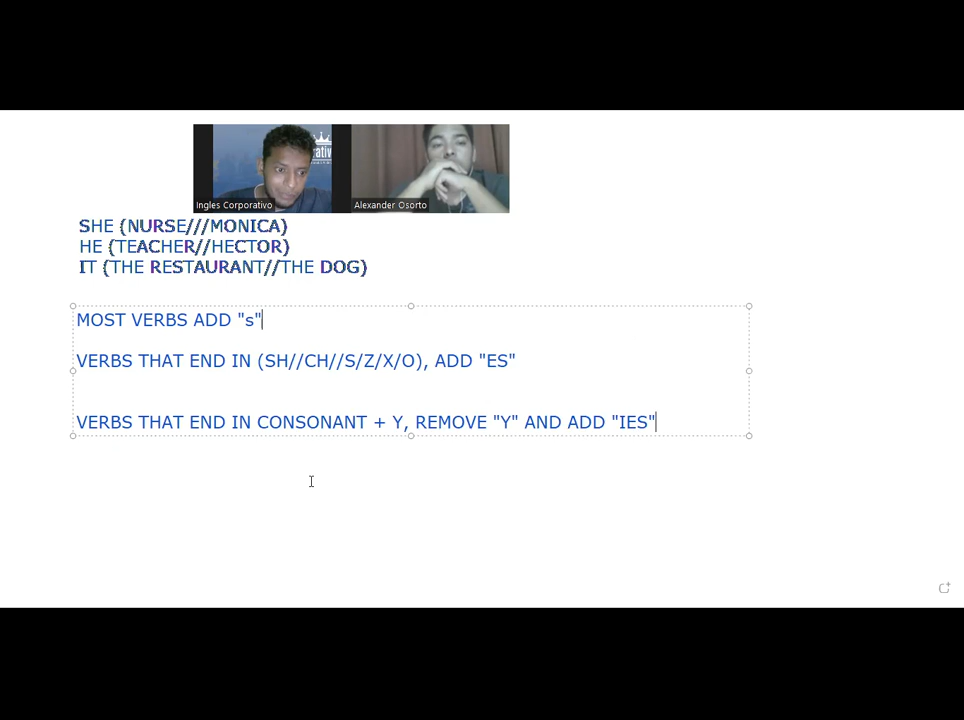 ativ
Ingles Corporativo
Alexander Osorto
SHE (NURSE///MONICA)
HE (TEACHER//HECTOR)
IT (THE RESTAURANT//THE DOG)
MOST VERBS ADD "s"
VERBS THAT END IN (SH//CH//S/Z/X/O), ADD "ES"
VERBS THAT END IN CONSONANT + Y, REMOVE "Y" AND ADD "IES"